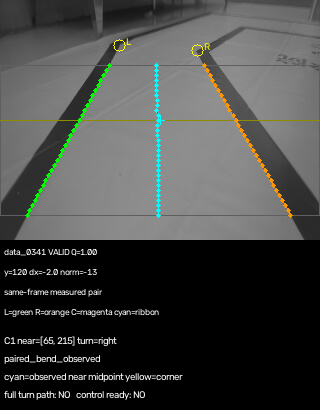 L
R
data_0341 VALID Q=1.00
y=120 dx=-2.0 norm=-13
same-frame measured pair
L=green R=orange C=magenta cyan=ribbon
C1 near=[65, 215] turn=right
paired_bend_observed
cyan=observed near midpoint yellow=corner
full turn path: NO control ready: NO